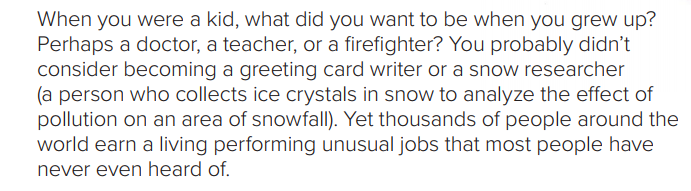 When you were a kid, what did you want to be when you grew up?
Perhaps a doctor, a teacher, or a firefighter? You probably didn’t
consider becoming a greeting card writer or a snow researcher
(a person who collects ice crystals in snow to analyze the effect of
pollution on an area of snowfall). Yet thousands of people around the
world earn a living performing unusual jobs that most people have
never even heard of.